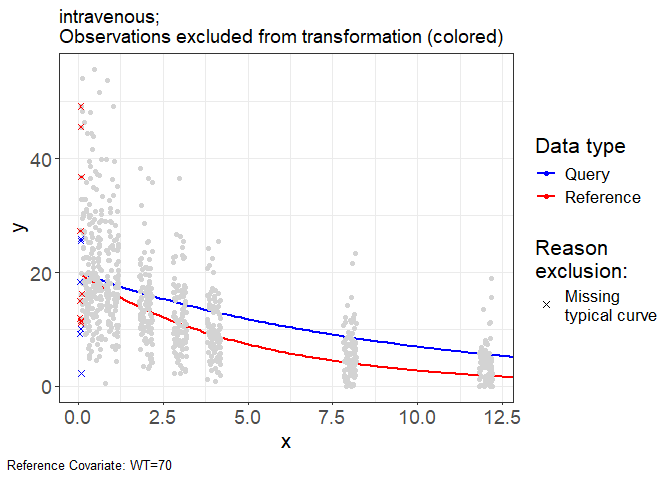 intravenous;
Observations excluded from transformation (colored)
y
40
20
0
0.0 2.5 5.0 7.5 10.0 12.5
x
Data type
Query
Reference
Reason
exclusion:
Missing
typical curve
Reference Covariate: WT=70